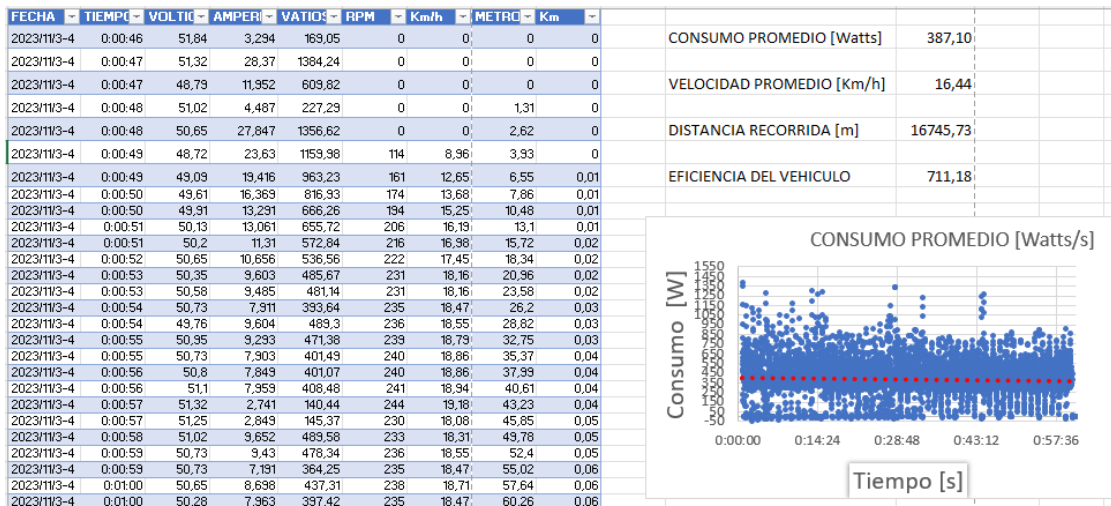 FECHA TIEMP( VOLTI( AMPERI VATIOS RPM Km/h METRO Km
2023/11/3-4 0:00:46 51,84 3,294 169,05 0 0 0 0
2023/11/3-4 0:00:47 51,32 28,37 1384,24 0 0 0 0
2023/11/3-4 0:00:47 48,79 11,952 609,82 0 0 0 0
2023/11/3-4 0:00:48 51,02 4,487 227,29 0 0 1,31 0
2023/11/3-4 0:00:48 50,65 27,847 1356,62 0 0 2,62 0
2023/11/3-4 0:00:49 48,72 23,63 1159,98 114 8,96 3,93 0
2023/11/3-4 0:00:49 49,09 19,416 963,23 161 12,65 6,55 0,01
2023/11/3-4 0:00:50 49,61 16,369 816,93 174 13,68 7,86 0,01
2023/11/3-4 0:00:50 49,91 13,291 666,26 194 15,25 10,48 0,01
2023/11/3-4 0:00:51 50,13 13,061 655,72 206 16,19 13,1 0,01
2023/11/3-4 0:00:51 50,2 11,31 572,84 216 16,98 15,72 0,02
2023/11/3-4 0:00:52 50,65 10,656 536,56 222 17,45 18,34 0,02
2023/11/3-4 0:00:53 50,35 9,603 485,67 231 18,16 20,96 0,02
2023/11/3-4 0:00:53 50,58 9,485 481,14 231 18,16 23,58 0,02
2023/11/3-4 0:00:54 50,73 7,911 393,64 235 18,47 26,2 0,03
2023/11/3-4 0:00:54 49,76 9,604 489,3 236 18,55 28,82 0,03
2023/11/3-4 0:00:55 50,95 9,293 471,38 239 18,79 32,75 0,03
2023/11/3-4 0:00:55 50,73 7,903 401,49 240 18,86 35,37 0,04
2023/11/3-4 0:00:56 50,8 7,849 401,07 240 18,86 37,99 0,04
2023/11/3-4 0:00:56 51,1 7,959 408,48 241 18,94 40,61 0,04
2023/11/3-4 0:00:57 51,32 2,741 140,44 244 19,18 43,23 0,04
2023/11/3-4 0:00:57 51,25 2,849 145,37 230 18,08 45,85 0,05
2023/11/3-4 0:00:58 51,02 9,652 489,58 233 18,31 49,78 0,05
2023/11/3-4 0:00:59 50,73 9,43 478,34 236 18,55 52,4 0,05
2023/11/3-4 0:00:59 50,73 7,191 364,25 235 18,47 55,02 0,06
2023/11/3-4 0:01:00 50,65 8,698 437,31 238 18,71 57,64 0,06
2023/11/3-4 0:01:00 50,28 7,963 397,42 235 18,47 60,26 0,06
CONSUMO PROMEDIO [Watts] 387,10
VELOCIDAD PROMEDIO [Km/h] 16,44
DISTANCIA RECORRIDA [m] 16745,73
EFICIENCIA DEL VEHICULO 711,18
CONSUMO PROMEDIO [Watts/s]
Consumo [W]
1550
1450
1350
1250
1150
1050
950
850
750
650
550
450
350
250
150
50
-50
0:00:00 0:14:24 0:28:48 0:43:12 0:57:36
Tiempo [s]